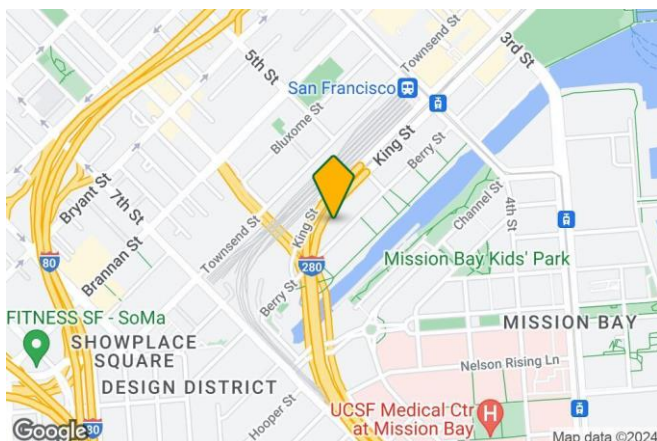 Townsend St
3rd St
5th St
San Francisco
Bluxome St
King St
Berry St
Bryant St
7th St
Townsend St
King St
Channel St
4th St
80
Brannan St
280
Mission Bay Kids' Park
Berry St
FITNESS SF - SoMa
SHOWPLACE
SQUARE
MISSION BAY
DESIGN DISTRICT
Nelson Rising Ln
Hooper St
UCSF Medical Ctr
at Mission Bay
H
80
Google
Map data ©2024